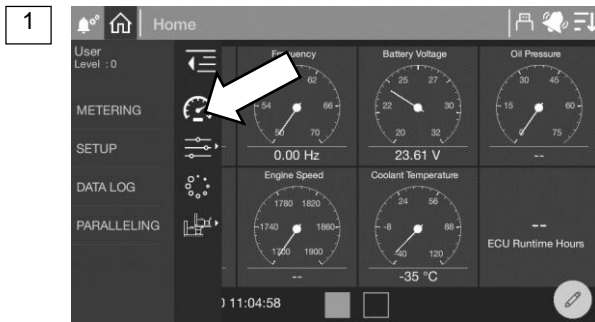 1
Home
User
Level : 0
METERING
SETUP
DATA LOG
PARALLELING
Frequency
54
62
66
50
70
0.00 Hz
Battery Voltage
22
25
27
30
20
32
23.61 V
Oil Pressure
15
30
45
60
0
75
--
Engine Speed
1740
1780
1820
1860
1700
1900
--
Coolant Temperature
-8
24
56
88
-40
120
-35 °C
--
ECU Runtime Hours
11:04:58